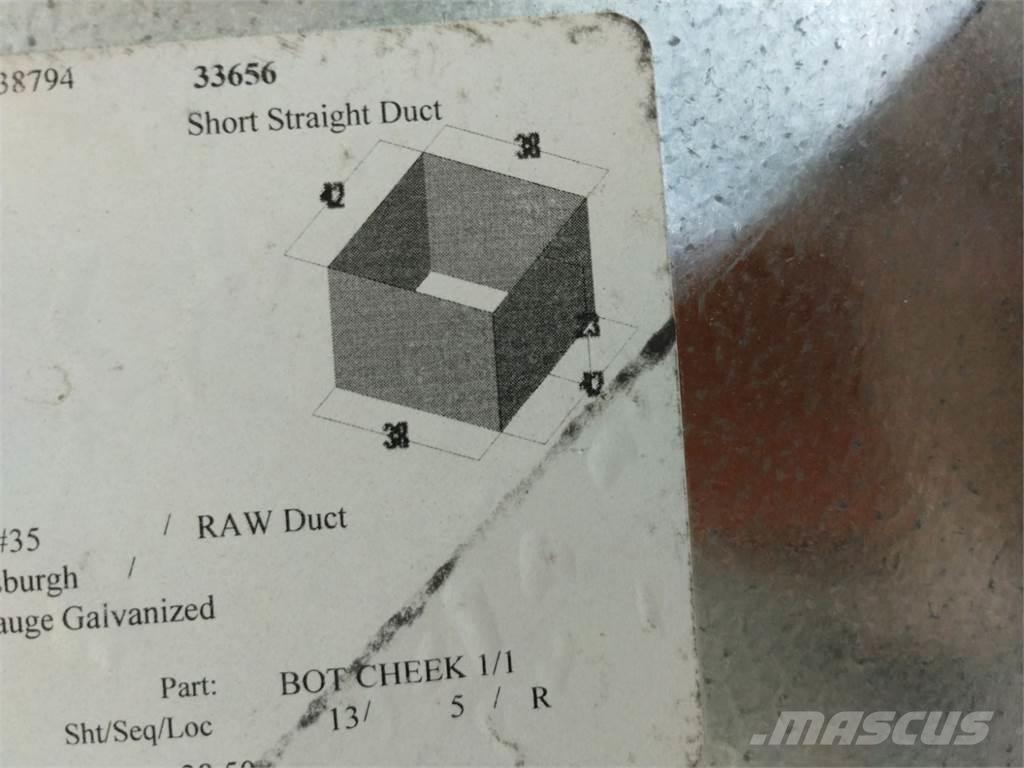 38794 33656
Short Straight Duct
38
42
23
42
38
#35 / RAW Duct
sburgh /
auge Galvanized
Part: BOT CHEEK 1/1
Sht/Seq/Loc 13/ 5 / R
MASCUS